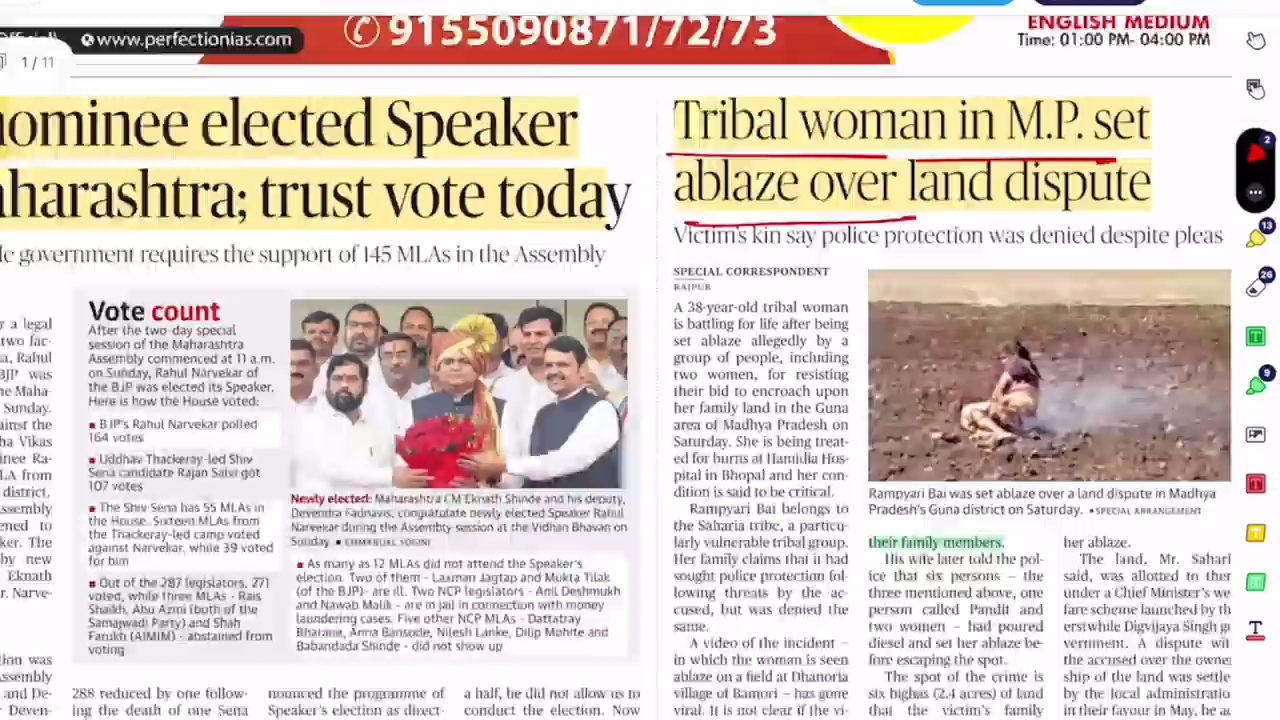 www.perfectionias.com
9155090871/72/73
ENGLISH MEDIUM
Time: 01:00 PM- 04:00 PM
1 / 11
nominee elected Speaker
aharashtra; trust vote today
government requires the support of 145 MLAs in the Assembly
Vote count
After the two-day special
session of the Maharashtra
Assembly commenced at 11 a.m.
on Sunday, Rahul Narvekar of
the BJP was elected its Speaker.
Here is how the House voted:
■ BJP's Rahul Narvekar polled
164 votes
■ Uddhav Thackeray-led Shiv
Sena candidate Rajan Salvi got
107 votes
■ The Shiv Sena has 55 MLAs in
the House. Sixteen MLAs from
the Thackeray-led camp voted
against Narvekar, while 39 voted
for him
■ Out of the 287 legislators, 271
voted, while three MLAs - Rais
Shaikh, Abu Azmi (both of the
Samajwadi Party) and Shah
Farukh (AIMIM) - abstained from
voting
Newly elected: Maharashtra CM Eknath Shinde and his deputy,
Devendra Fadnavis, congratulate newly elected Speaker Rahul
Narvekar during the Assembly session at the Vidhan Bhavan on
Sunday. ■ EMMANUAL YOGINI
■ As many as 12 MLAs did not attend the Speaker's
election. Two of them - Laxman Jagtap and Mukta Tilak
(of the BJP)- are ill. Two NCP legislators - Anil Deshmukh
and Nawab Malik - are in jail in connection with money
laundering cases. Five other NCP MLAs - Dattatray
Bharane, Anna Bansode, Nilesh Lanke, Dilip Mohite and
Babandada Shinde - did not show up
288 reduced by one follow-
ing the death of one Sena
nounced the programme of
Speaker's election as direct-
a half, he did not allow us to
conduct the election. Now
Tribal woman in M.P. set
ablaze over land dispute
Victim's kin say police protection was denied despite pleas
SPECIAL CORRESPONDENT
RAIPUR
A 38-year-old tribal woman
is battling for life after being
set ablaze allegedly by a
group of people, including
two women, for resisting
their bid to encroach upon
her family land in the Guna
area of Madhya Pradesh on
Saturday. She is being treat-
ed for burns at Hamidia Hos-
pital in Bhopal and her con-
dition is said to be critical.
Rampyari Bai belongs to
the Saharia tribe, a particu-
larly vulnerable tribal group.
Her family claims that it had
sought police protection fol-
lowing threats by the ac-
cused, but was denied the
same.
A video of the incident –
in which the woman is seen
ablaze on a field at Dhanoria
village of Bamori – has gone
viral. It is not clear if the vi-
Rampyari Bai was set ablaze over a land dispute in Madhya
Pradesh's Guna district on Saturday. ■ SPECIAL ARRANGEMENT
their family members.
His wife later told the pol-
ice that six persons – the
three mentioned above, one
person called Pandit and
two women – had poured
diesel and set her ablaze be-
fore escaping the spot.
The spot of the crime is
six bighas (2.4 acres) of land
that the victim's family
her ablaze.
The land, Mr. Sahari
said, was allotted to ther
under a Chief Minister's we
fare scheme launched by th
erstwhile Digvijaya Singh g
vernment. A dispute wit
the accused over the owne
ship of the land was settle
by the local administratio
in their favour in May, he a